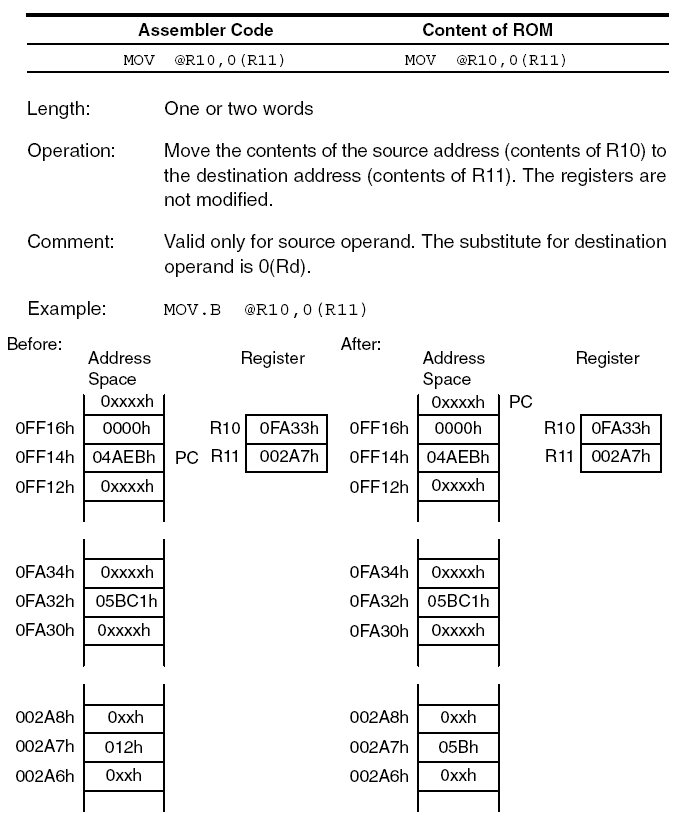 Assembler Code Content of ROM
MOV @R10,0(R11) MOV @R10,0(R11)
Length: One or two words
Operation: Move the contents of the source address (contents of R10) to
the destination address (contents of R11). The registers are
not modified.
Comment: Valid only for source operand. The substitute for destination
operand is 0(Rd).
Example: MOV.B @R10,0(R11)
Before: After:
Address Register Address Register
Space Space
0xxxxh 0xxxxh PC
0FF16h 0000h R10 0FA33h 0FF16h 0000h R10 0FA33h
0FF14h 04AEBh PC R11 002A7h 0FF14h 04AEBh R11 002A7h
0FF12h 0xxxxh 0FF12h 0xxxxh
0FA34h 0xxxxh 0FA34h 0xxxxh
0FA32h 05BC1h 0FA32h 05BC1h
0FA30h 0xxxxh 0FA30h 0xxxxh
002A8h 0xxh 002A8h 0xxh
002A7h 012h 002A7h 05Bh
002A6h 0xxh 002A6h 0xxh